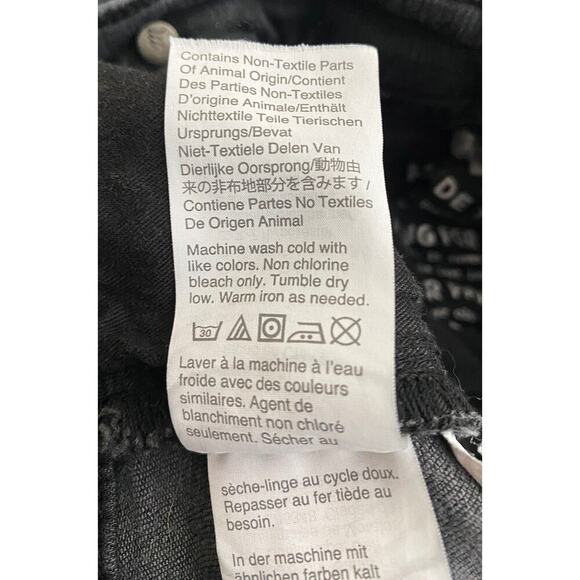 Contains Non-Textile Parts
Of Animal Origin/Contient
Des Parties Non-Textiles
D'origine Animale/Enthält
Nichttextile Teile Tierischen
Ursprungs/Bevat
Niet-Textiele Delen Van
Dierlijke Oorsprong/動物由
来の非布地部分を含みます/
Contiene Partes No Textiles
De Origen Animal
Machine wash cold with
like colors. Non chlorine
bleach only. Tumble dry
low. Warm iron as needed.
30
Laver à la machine à l'eau
froide avec des couleurs
similaires. Agent de
blanchiment non chloré
seulement. Sécher au
sèche-linge au cycle doux.
Repasser au fer tiède au
besoin.
In der maschine mit
ähnlichen farben kalt
DE